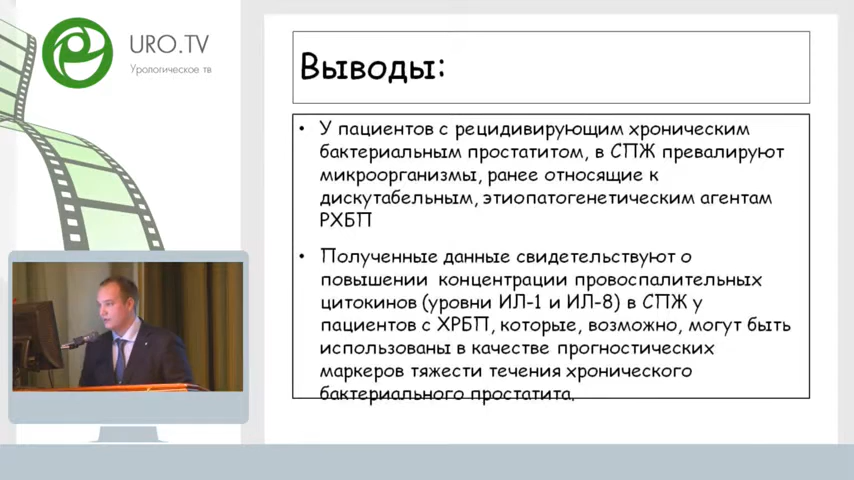 URO.TV
Урологическое тв
Выводы:
• У пациентов с рецидивирующим хроническим
бактериальным простатитом, в СПЖ превалируют
микроорганизмы, ранее относящие к
дискутабельным, этиопатогенетическим агентам
РХБП
• Полученные данные свидетельствуют о
повышении концентрации провоспалительных
цитокинов (уровни ИЛ-1 и ИЛ-8) в СПЖ у
пациентов с ХРБП, которые, возможно, могут быть
использованы в качестве прогностических
маркеров тяжести течения хронического
бактериального простатита.